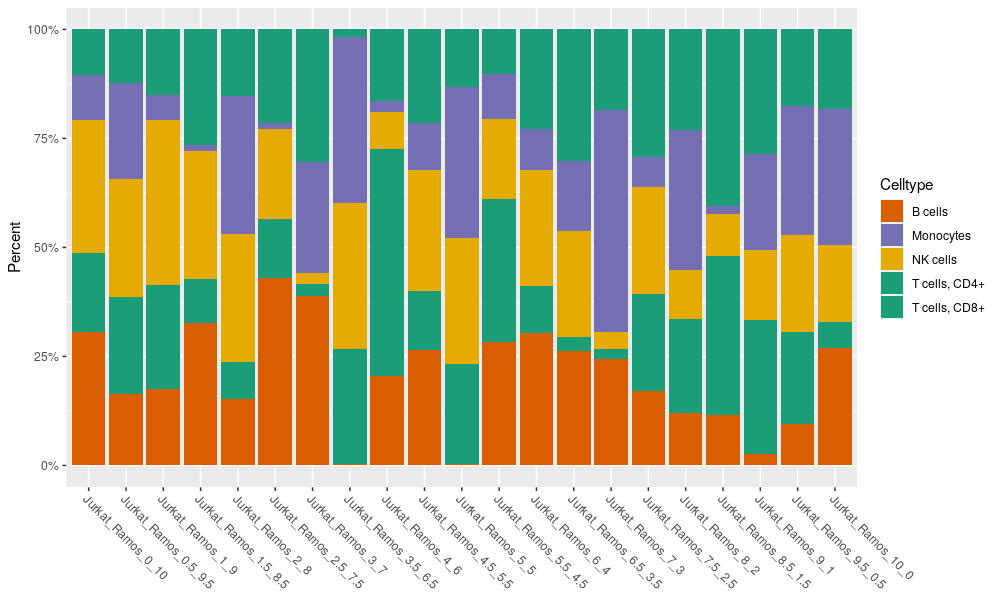 100%
75%
50%
25%
0%
Percent
Jurkat_Ramos_0_10
Jurkat_Ramos_0.5_9.5
Jurkat_Ramos_1_9
Jurkat_Ramos_1.5_8.5
Jurkat_Ramos_2_8
Jurkat_Ramos_2.5_7.5
Jurkat_Ramos_3_7
Jurkat_Ramos_3.5_6.5
Jurkat_Ramos_4_6
Jurkat_Ramos_4.5_5.5
Jurkat_Ramos_5_5
Jurkat_Ramos_5.5_4.5
Jurkat_Ramos_6_4
Jurkat_Ramos_6.5_3.5
Jurkat_Ramos_7_3
Jurkat_Ramos_7.5_2.5
Jurkat_Ramos_8_2
Jurkat_Ramos_8.5_1.5
Jurkat_Ramos_9_1
Jurkat_Ramos_9.5_0.5
Jurkat_Ramos_10_0
Celltype
B cells
Monocytes
NK cells
T cells, CD4+
T cells, CD8+